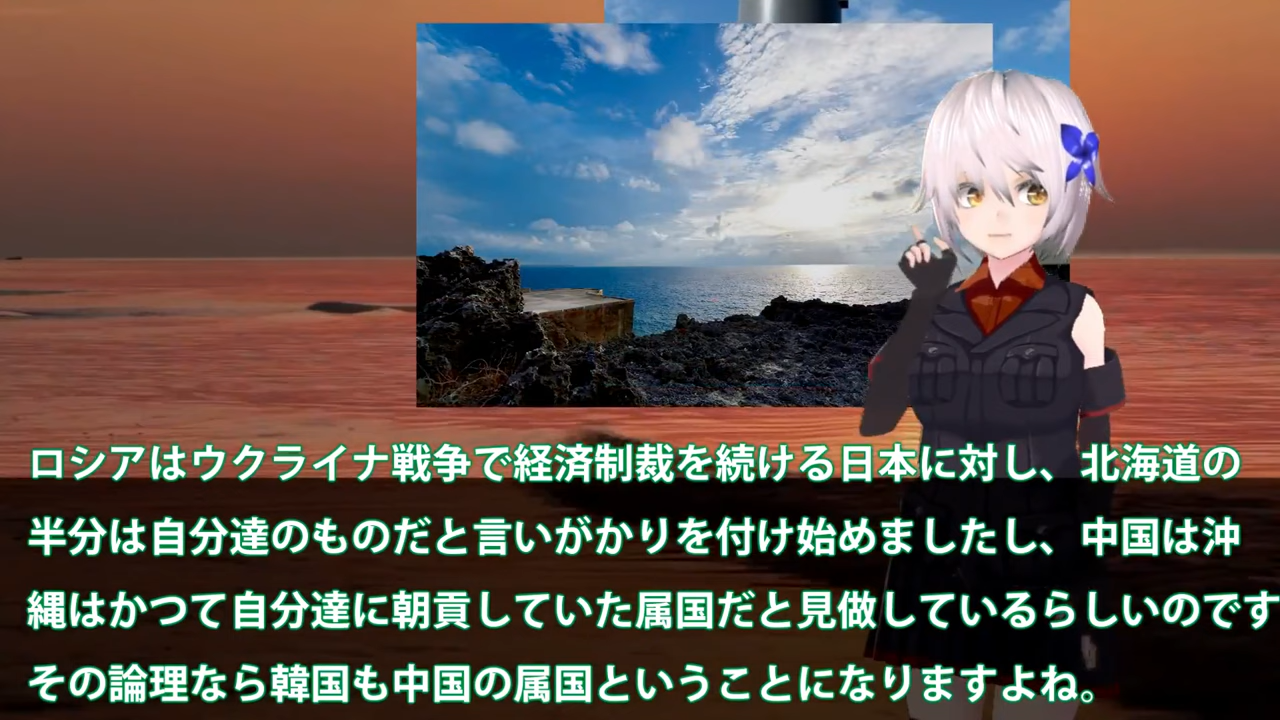 ロシアはウクライナ戦争で経済制裁を続ける日本に対し、北海道の
半分は自分達のものだと言いがかりを付け始めましたし、中国は沖
縄はかつて自分達に朝貢していた属国だと見做しているらしいのです
その論理なら韓国も中国の属国ということになりますよね。